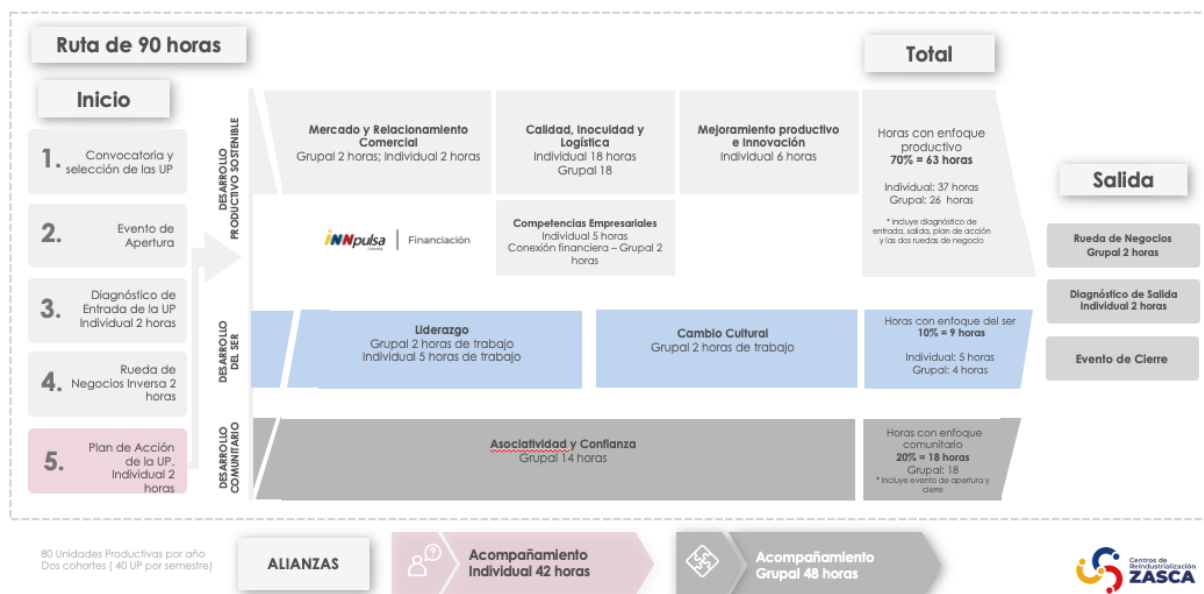 Ruta de 90 horas
Total
Inicio
1. Convocatoria y
selección de las UP
2. Evento de
Apertura
3. Diagnóstico de
Entrada de la UP
Individual 2 horas
4. Rueda de
Negocios Inversa 2
horas
5. Plan de Acción
de la UP.
Individual 2
horas
DESARROLLO
PRODUCTIVO SOSTENIBLE
Mercado y Relacionamiento
Comercial
Grupal 2 horas; Individual 2 horas
Calidad, Inocuidad y
Logística
Individual 18 horas
Grupal 18
Mejoramiento productivo
e Innovación
Individual 6 horas
Horas con enfoque
productivo
70% = 63 horas
Individual: 37 horas
Grupal: 26 horas
* incluye diagnóstico de
entrada, salida, plan de acción
y las dos ruedas de negocio
iNNpulsa
Colombia
Financiación
Competencias Empresariales
Individual 5 horas
Conexión financiera – Grupal 2
horas
DESARROLLO
DEL SER
Liderazgo
Grupal 2 horas de trabajo
Individual 5 horas de trabajo
Cambio Cultural
Grupal 2 horas de trabajo
Horas con enfoque del ser
10% = 9 horas
Individual: 5 horas
Grupal: 4 horas
DESARROLLO
COMUNITARIO
Asociatividad y Confianza
Grupal 14 horas
Horas con enfoque
comunitario
20% = 18 horas
Grupal: 18
* Incluye evento de apertura y
cierre
Salida
Rueda de Negocios
Grupal 2 horas
Diagnóstico de Salida
Individual 2 horas
Evento de Cierre
80 Unidades Productivas por año
Dos cohortes ( 40 UP por semestre)
ALIANZAS
Acompañamiento
Individual 42 horas
Acompañamiento
Grupal 48 horas
Centros de
Reindustrialización
ZASCA